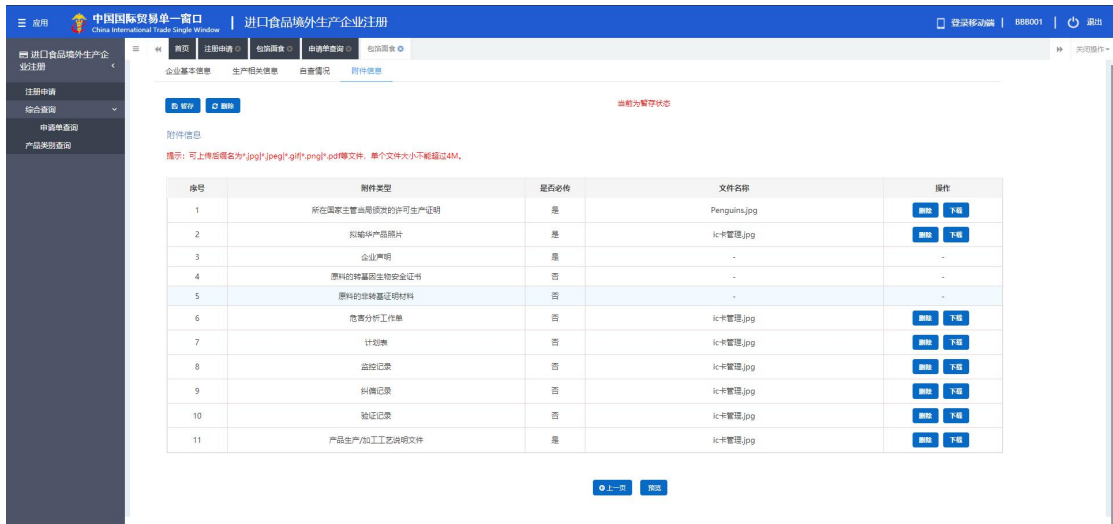 应用 中国国际贸易单一窗口 China International Trade Single Window | 进口食品境外生产企业注册 登录移动端 | BBB001 | 退出
进口食品境外生产企业注册
注册申请
综合查询
申请单查询
产品类别查询
首页 注册申请 包馅面食 申请单查询 包馅面食 关闭操作
企业基本信息 生产相关信息 自查情况 附件信息
暂存 删除 当前为暂存状态
附件信息
提示：可上传后缀名为*.jpg|*.jpeg|*.gif|*.png|*.pdf等文件，单个文件大小不能超过4M。
序号 附件类型 是否必传 文件名称 操作
1 所在国家主管当局颁发的许可生产证明 是 Penguins.jpg 删除 下载
2 拟输华产品照片 是 ic卡管理.jpg 删除 下载
3 企业声明 是 - -
4 原料的转基因生物安全证书 否 - -
5 原料的非转基证明材料 否 - -
6 危害分析工作单 否 ic卡管理.jpg 删除 下载
7 计划表 否 ic卡管理.jpg 删除 下载
8 监控记录 否 ic卡管理.jpg 删除 下载
9 纠偏记录 否 ic卡管理.jpg 删除 下载
10 验证记录 否 ic卡管理.jpg 删除 下载
11 产品生产/加工工艺说明文件 是 ic卡管理.jpg 删除 下载
上一页 预览